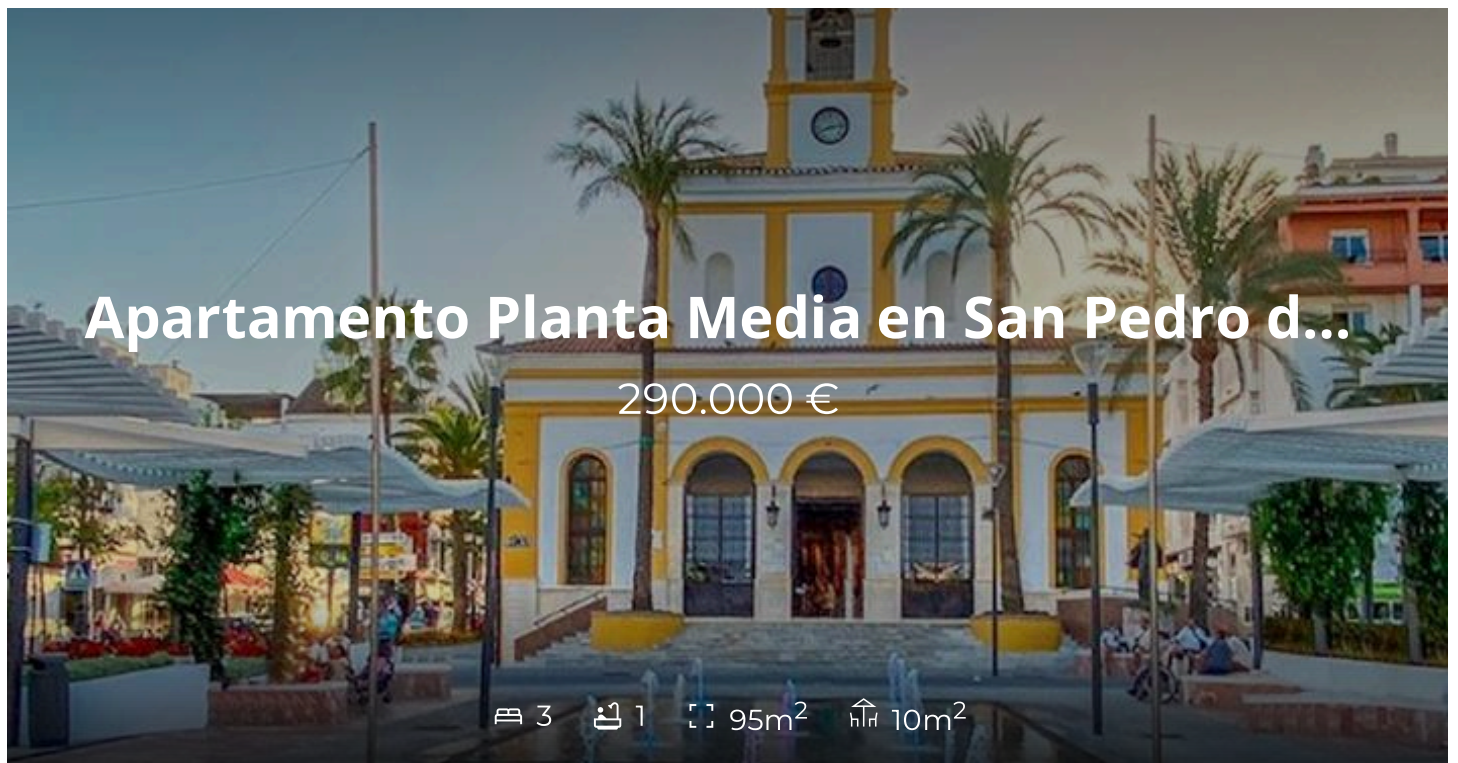 Apartamento Planta Media en San Pedro d...
290.000 €
3 1 95m² 10m²